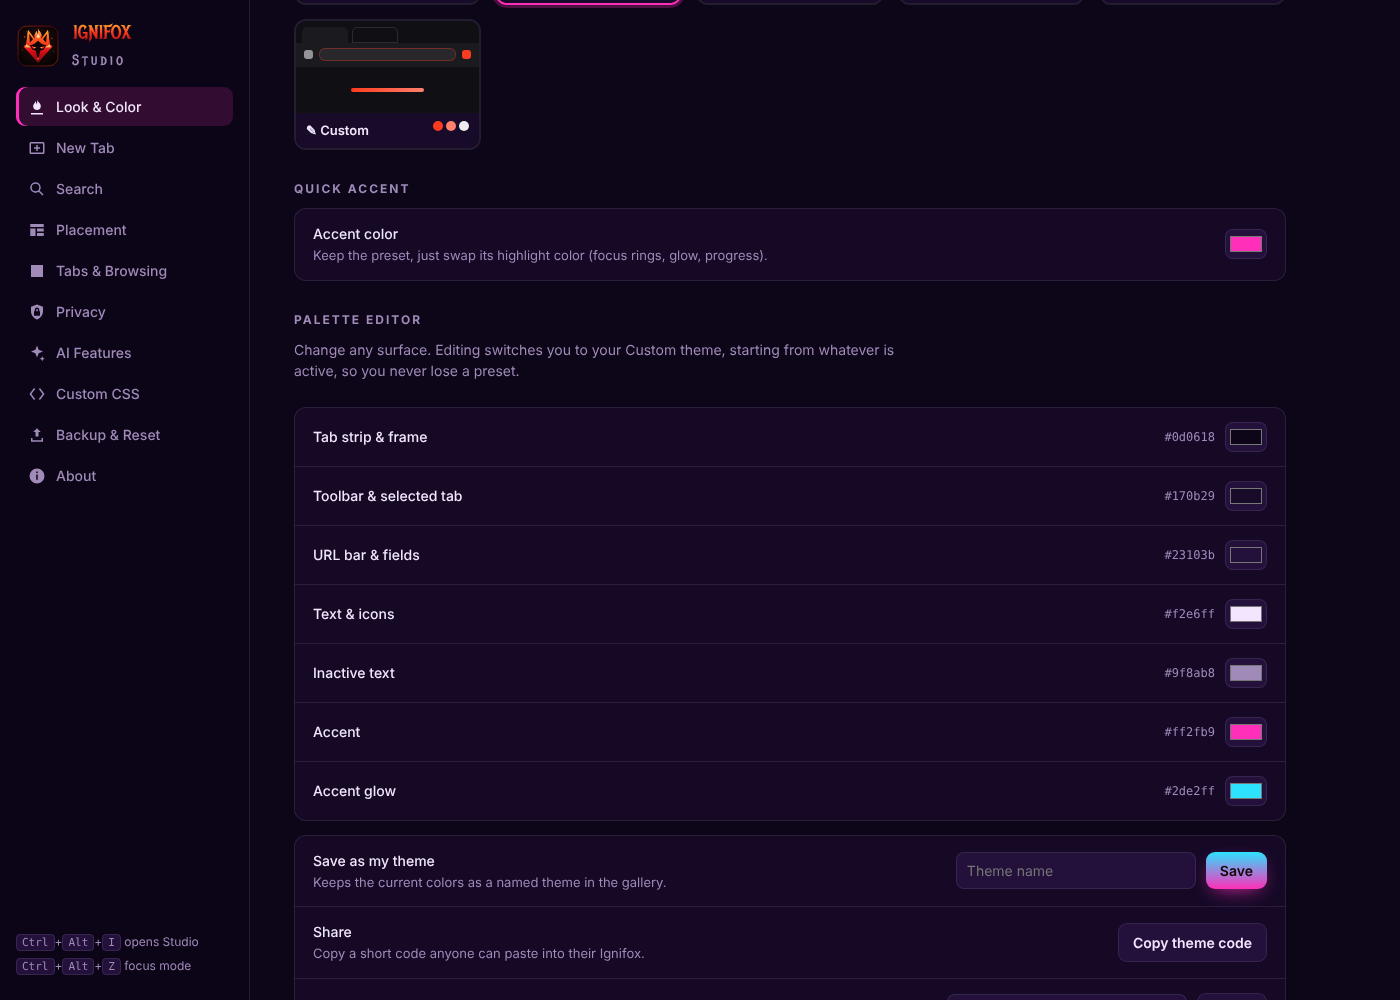 IGNIFOX
STUDIO
Look & Color
New Tab
Search
Placement
Tabs & Browsing
Privacy
AI Features
Custom CSS
Backup & Reset
About
Ctrl+Alt+I opens Studio
Ctrl+Alt+Z focus mode
✎ Custom
QUICK ACCENT
Accent color
Keep the preset, just swap its highlight color (focus rings, glow, progress).
PALETTE EDITOR
Change any surface. Editing switches you to your Custom theme, starting from whatever is
active, so you never lose a preset.
Tab strip & frame #0d0618
Toolbar & selected tab #170b29
URL bar & fields #23103b
Text & icons #f2e6ff
Inactive text #9f8ab8
Accent #ff2fb9
Accent glow #2de2ff
Save as my theme
Keeps the current colors as a named theme in the gallery.
Theme name Save
Share
Copy a short code anyone can paste into their Ignifox.
Copy theme code